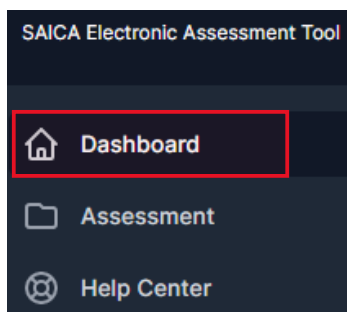 SAICA Electronic Assessment Tool
Dashboard
Assessment
Help Center